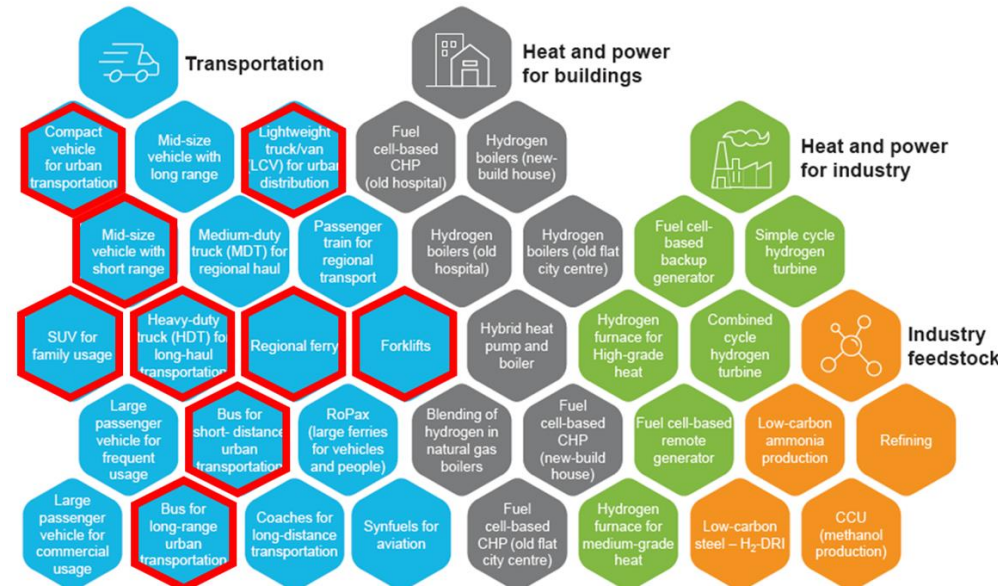 Transportation
Heat and power
for buildings
Compact
vehicle
for urban
transportation
Mid-size
vehicle with
long range
Lightweight
truck/van
(LCV) for urban
distribution
Fuel
cell-based
CHP
(old hospital)
Hydrogen
boilers (new-
build house)
Heat and power
for industry
Mid-size
vehicle with
short range
Medium-duty
truck (MDT) for
regional haul
Passenger
train for
regional
transport
Hydrogen
boilers (old
hospital)
Hydrogen
boilers (old flat
city centre)
Fuel cell-
based
backup
generator
Simple cycle
hydrogen
turbine
SUV for
family usage
Heavy-duty
truck (HDT) for
long-haul
transportation
Regional ferry
Forklifts
Hybrid heat
pump and
boiler
Hydrogen
furnace for
High-grade
heat
Combined
cycle
hydrogen
turbine
Industry
feedstock
Large
passenger
vehicle for
frequent
usage
Bus for
short- distance
urban
transportation
RoPax
(large ferries
for vehicles
and people)
Blending of
hydrogen in
natural gas
boilers
Fuel
cell-based
CHP
(new-build
house)
Fuel cell-based
remote
generator
Low-carbon
ammonia
production
Refining
Large
passenger
vehicle for
commercial
usage
Bus for
long-range
urban
transportation
Coaches for
long-distance
transportation
Synfuels for
aviation
Fuel
cell-based
CHP (old flat
city centre)
Hydrogen
furnace for
medium-grade
heat
Low-carbon
steel – H₂-DRI
CCU
(methanol
production)